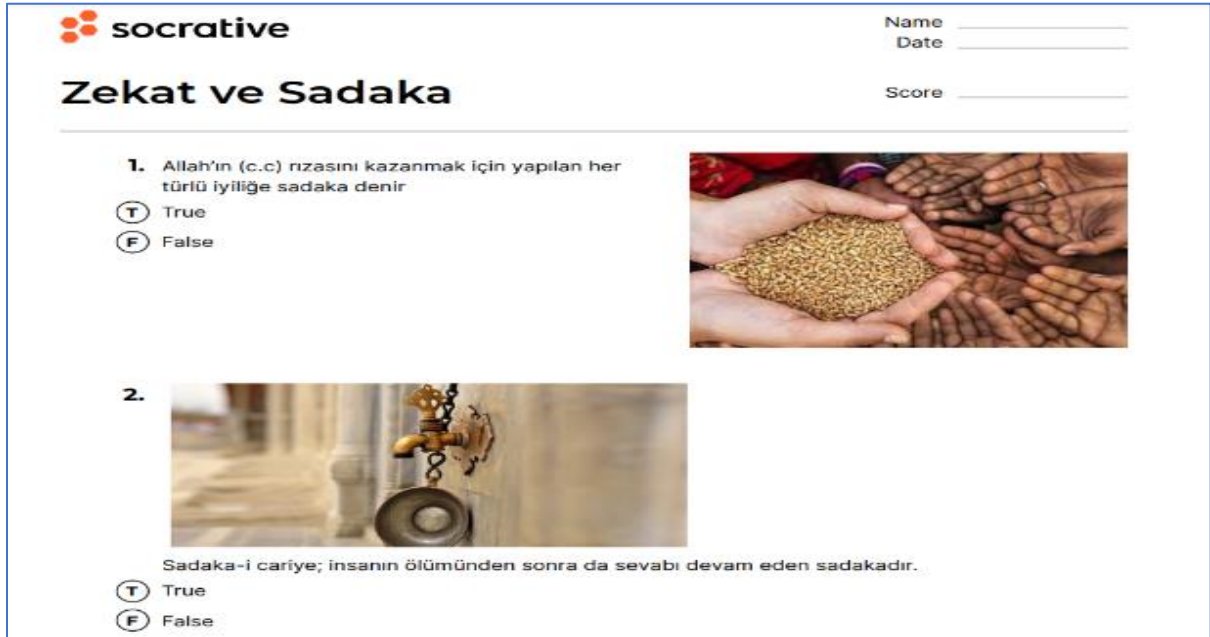 socrative
Name
Date
Zekat ve Sadaka
Score
1. Allah'ın (c.c) rızasını kazanmak için yapılan her
türlü iyiliğe sadaka denir
T True
F False
2.
Sadaka-i cariye; insanın ölümünden sonra da sevabı devam eden sadakadır.
T True
F False